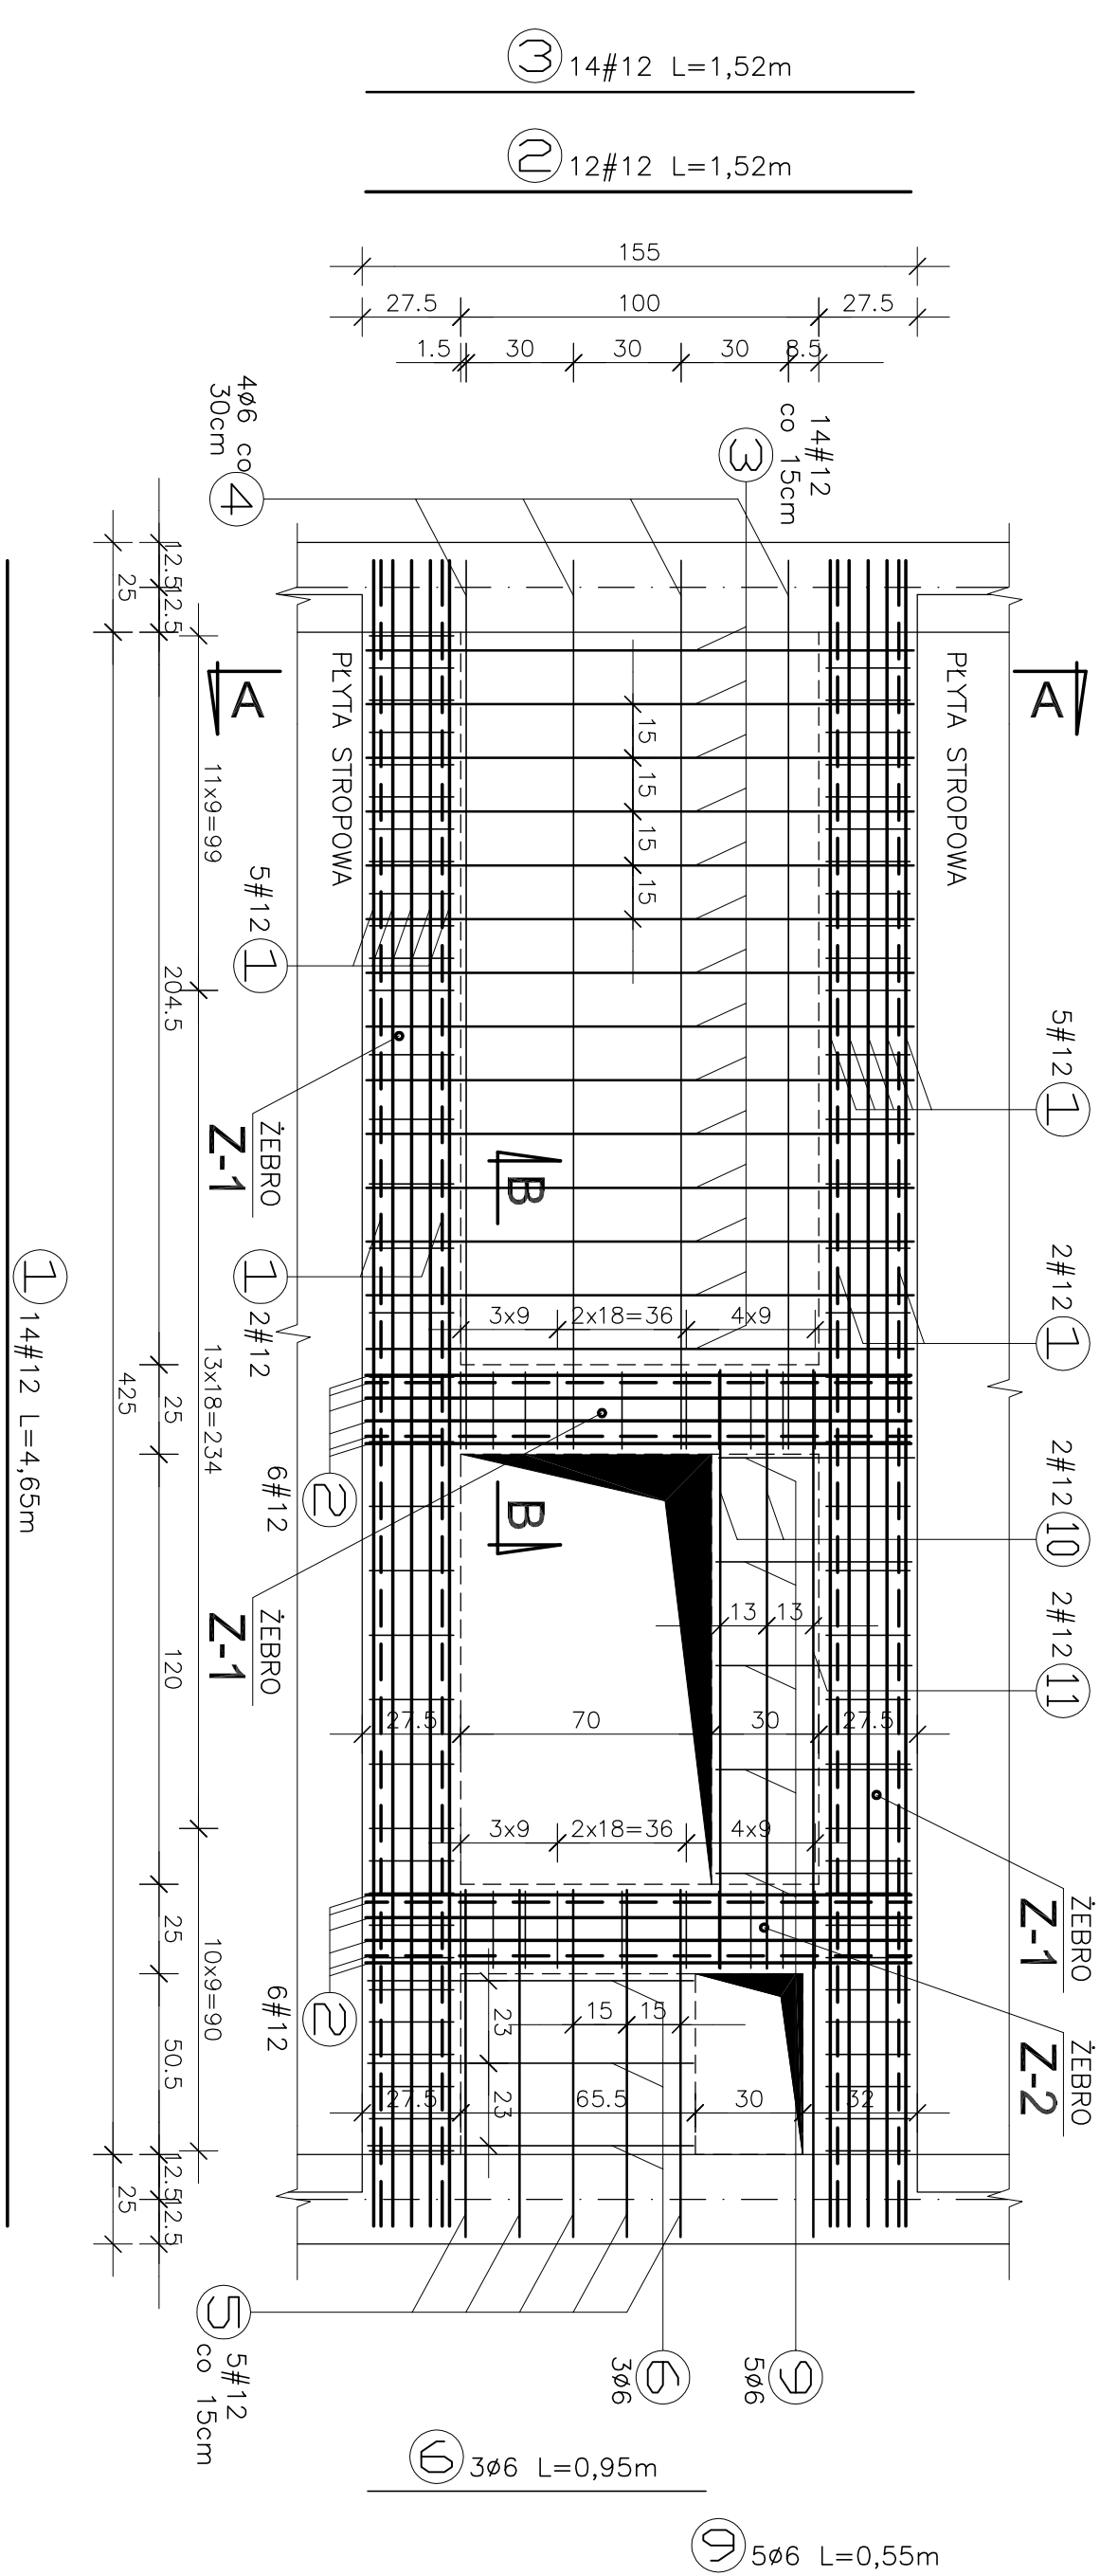 3 14#12 L=1,52m
2 12#12 L=1,52m
155
27.5 100 27.5
1.5 30 30 30 8.5
4ø6 co
30cm
4
14#12
co 15cm
3
12.5 12.5
25
A
PŁYTA STROPOWA
PŁYTA STROPOWA
A
15 15 15 15
11x9=99
5#12 1
204.5
5#12 1
ŻEBRO
Z-1
B
1 2#12
2#12 1
3x9 2x18=36 4x9
13x18=234
425
25
1 14#12 L=4,65m
6#12
2
B
2#12 10
2#12 11
13 13
ŻEBRO
Z-1
120
27.5 70 30 27.5
3x9 2x18=36 4x9
ŻEBRO
Z-1
25
10x9=90
6#12
2
23 15 15
ŻEBRO
Z-2
50.5
27.5 23 65.5 30 32
12.5 12.5
25
5 5#12
co 15cm
6
3ø6
9
5ø6
6 3ø6 L=0,95m
9 5ø6 L=0,55m